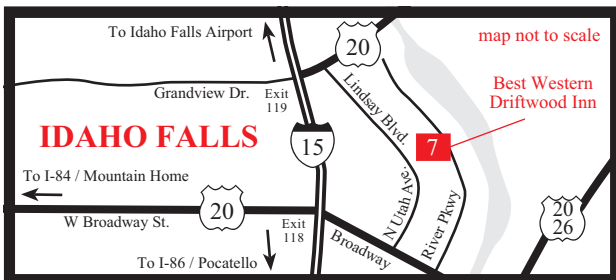 To Idaho Falls Airport
20
map not to scale
Grandview Dr.
Exit
119
Lindsay Blvd.
Best Western
Driftwood Inn
IDAHO FALLS
15
7
To I-84 / Mountain Home
20
W Broadway St.
Exit
118
Broadway
N Utah Ave.
River Pkwy
20
26
To I-86 / Pocatello